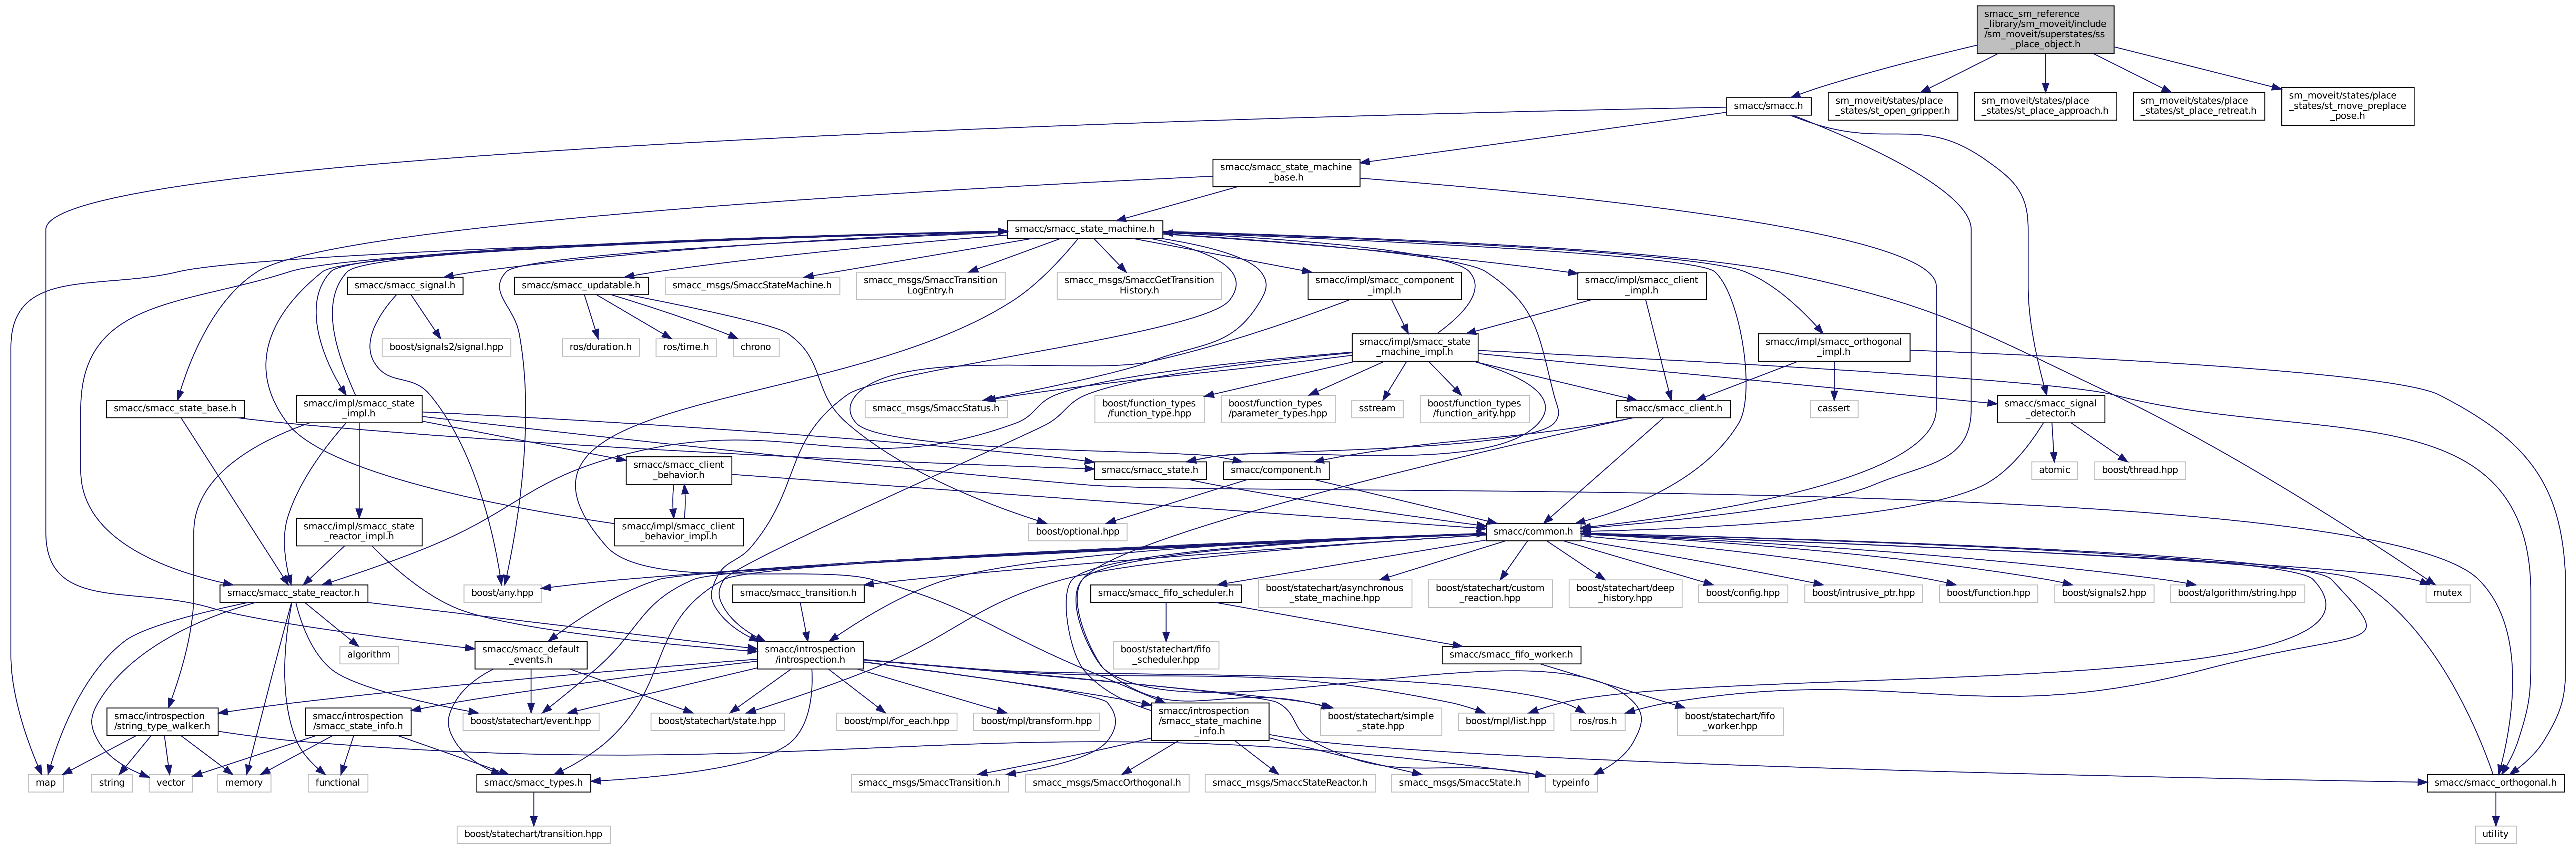 smacc_sm_reference
_library/sm_moveit/include
/sm_moveit/superstates/ss
_place_object.h
smacc/smacc.h
sm_moveit/states/place
_states/st_open_gripper.h
sm_moveit/states/place
_states/st_place_approach.h
sm_moveit/states/place
_states/st_place_retreat.h
sm_moveit/states/place
_states/st_move_preplace
_pose.h
smacc/smacc_state_machine
_base.h
smacc/smacc_state_machine.h
smacc/smacc_signal.h
smacc/smacc_updatable.h
smacc_msgs/SmaccStateMachine.h
smacc_msgs/SmaccTransition
LogEntry.h
smacc_msgs/SmaccGetTransition
History.h
smacc/impl/smacc_component
_impl.h
smacc/impl/smacc_client
_impl.h
boost/signals2/signal.hpp
ros/duration.h
ros/time.h
chrono
smacc/impl/smacc_state
_machine_impl.h
smacc/impl/smacc_orthogonal
_impl.h
smacc/smacc_state_base.h
smacc/impl/smacc_state
_impl.h
smacc_msgs/SmaccStatus.h
boost/function_types
/function_type.hpp
boost/function_types
/parameter_types.hpp
sstream
boost/function_types
/function_arity.hpp
smacc/smacc_client.h
cassert
smacc/smacc_signal
_detector.h
smacc/smacc_client
_behavior.h
smacc/smacc_state.h
smacc/component.h
atomic
boost/thread.hpp
smacc/impl/smacc_state
_reactor_impl.h
smacc/impl/smacc_client
_behavior_impl.h
boost/optional.hpp
smacc/common.h
smacc/smacc_state_reactor.h
boost/any.hpp
smacc/smacc_transition.h
smacc/smacc_fifo_scheduler.h
boost/statechart/asynchronous
_state_machine.hpp
boost/statechart/custom
_reaction.hpp
boost/statechart/deep
_history.hpp
boost/config.hpp
boost/intrusive_ptr.hpp
boost/function.hpp
boost/signals2.hpp
boost/algorithm/string.hpp
mutex
algorithm
smacc/smacc_default
_events.h
smacc/introspection
/introspection.h
boost/statechart/fifo
_scheduler.hpp
smacc/smacc_fifo_worker.h
smacc/introspection
/string_type_walker.h
smacc/introspection
/smacc_state_info.h
boost/statechart/event.hpp
boost/statechart/state.hpp
boost/mpl/for_each.hpp
boost/mpl/transform.hpp
smacc/introspection
/smacc_state_machine
_info.h
boost/statechart/simple
_state.hpp
boost/mpl/list.hpp
ros/ros.h
boost/statechart/fifo
_worker.hpp
map
string
vector
memory
functional
smacc/smacc_types.h
smacc_msgs/SmaccTransition.h
smacc_msgs/SmaccOrthogonal.h
smacc_msgs/SmaccStateReactor.h
smacc_msgs/SmaccState.h
typeinfo
smacc/smacc_orthogonal.h
boost/statechart/transition.hpp
utility